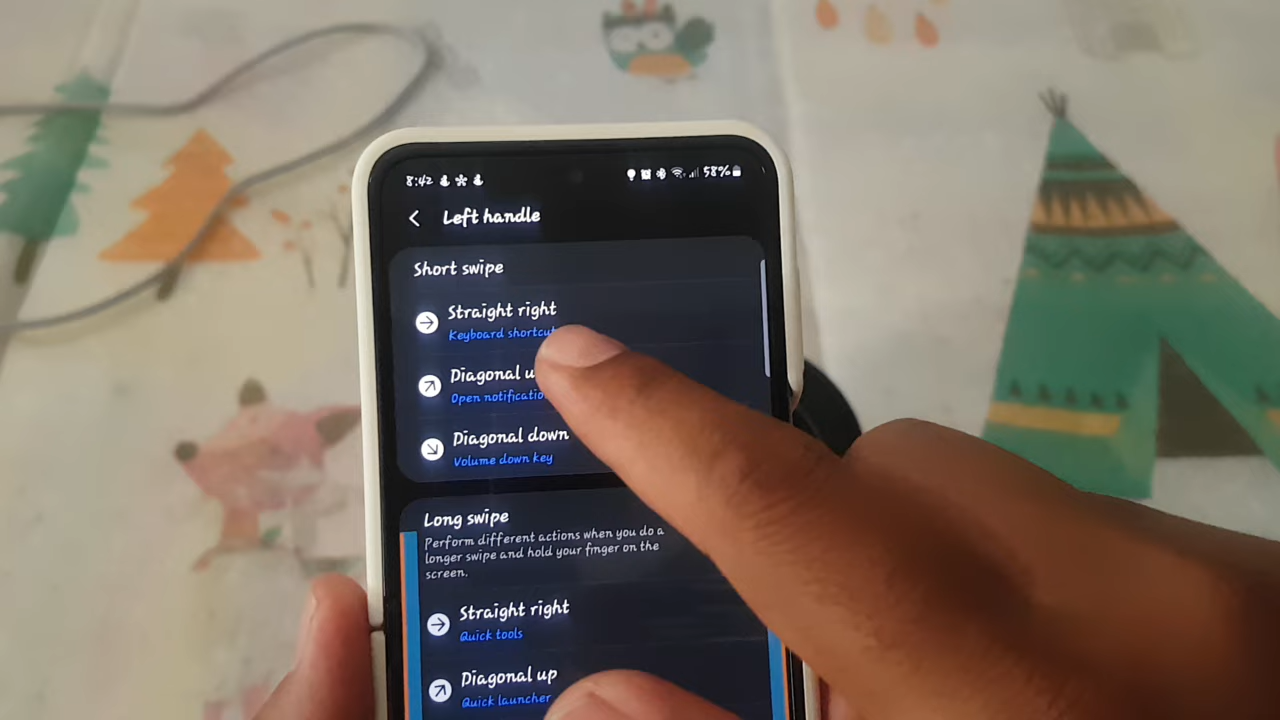 8:42
58%
Left handle
Short swipe
Straight right
Keyboard
Diagonal
Open
Diagonal down
Volume down key
Long swipe
Perform different actions when you do a
longer swipe and hold your finger on the
screen.
Straight right
Quick tools
Diagonal up
Quick launcher